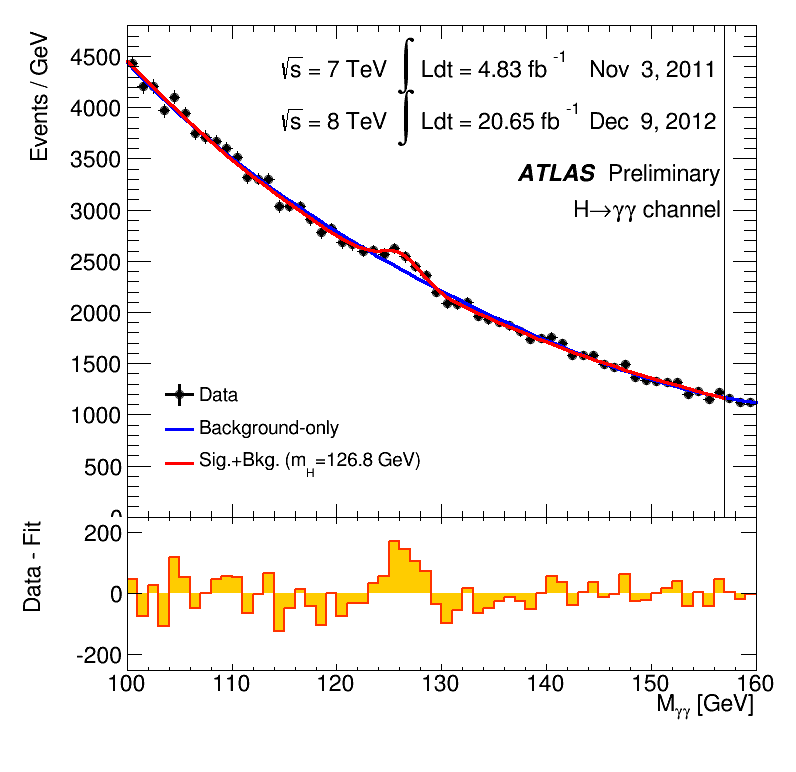 Events / GeV
4500
4000
3500
3000
2500
2000
1500
1000
500
0
√s = 7 TeV ∫ Ldt = 4.83 fb⁻¹ Nov 3, 2011
√s = 8 TeV ∫ Ldt = 20.65 fb⁻¹ Dec 9, 2012
ATLAS Preliminary
H→γγ channel
Data
Background-only
Sig.+Bkg. (m_H=126.8 GeV)
Data - Fit
200
0
-200
100 110 120 130 140 150 160
M_γγ [GeV]